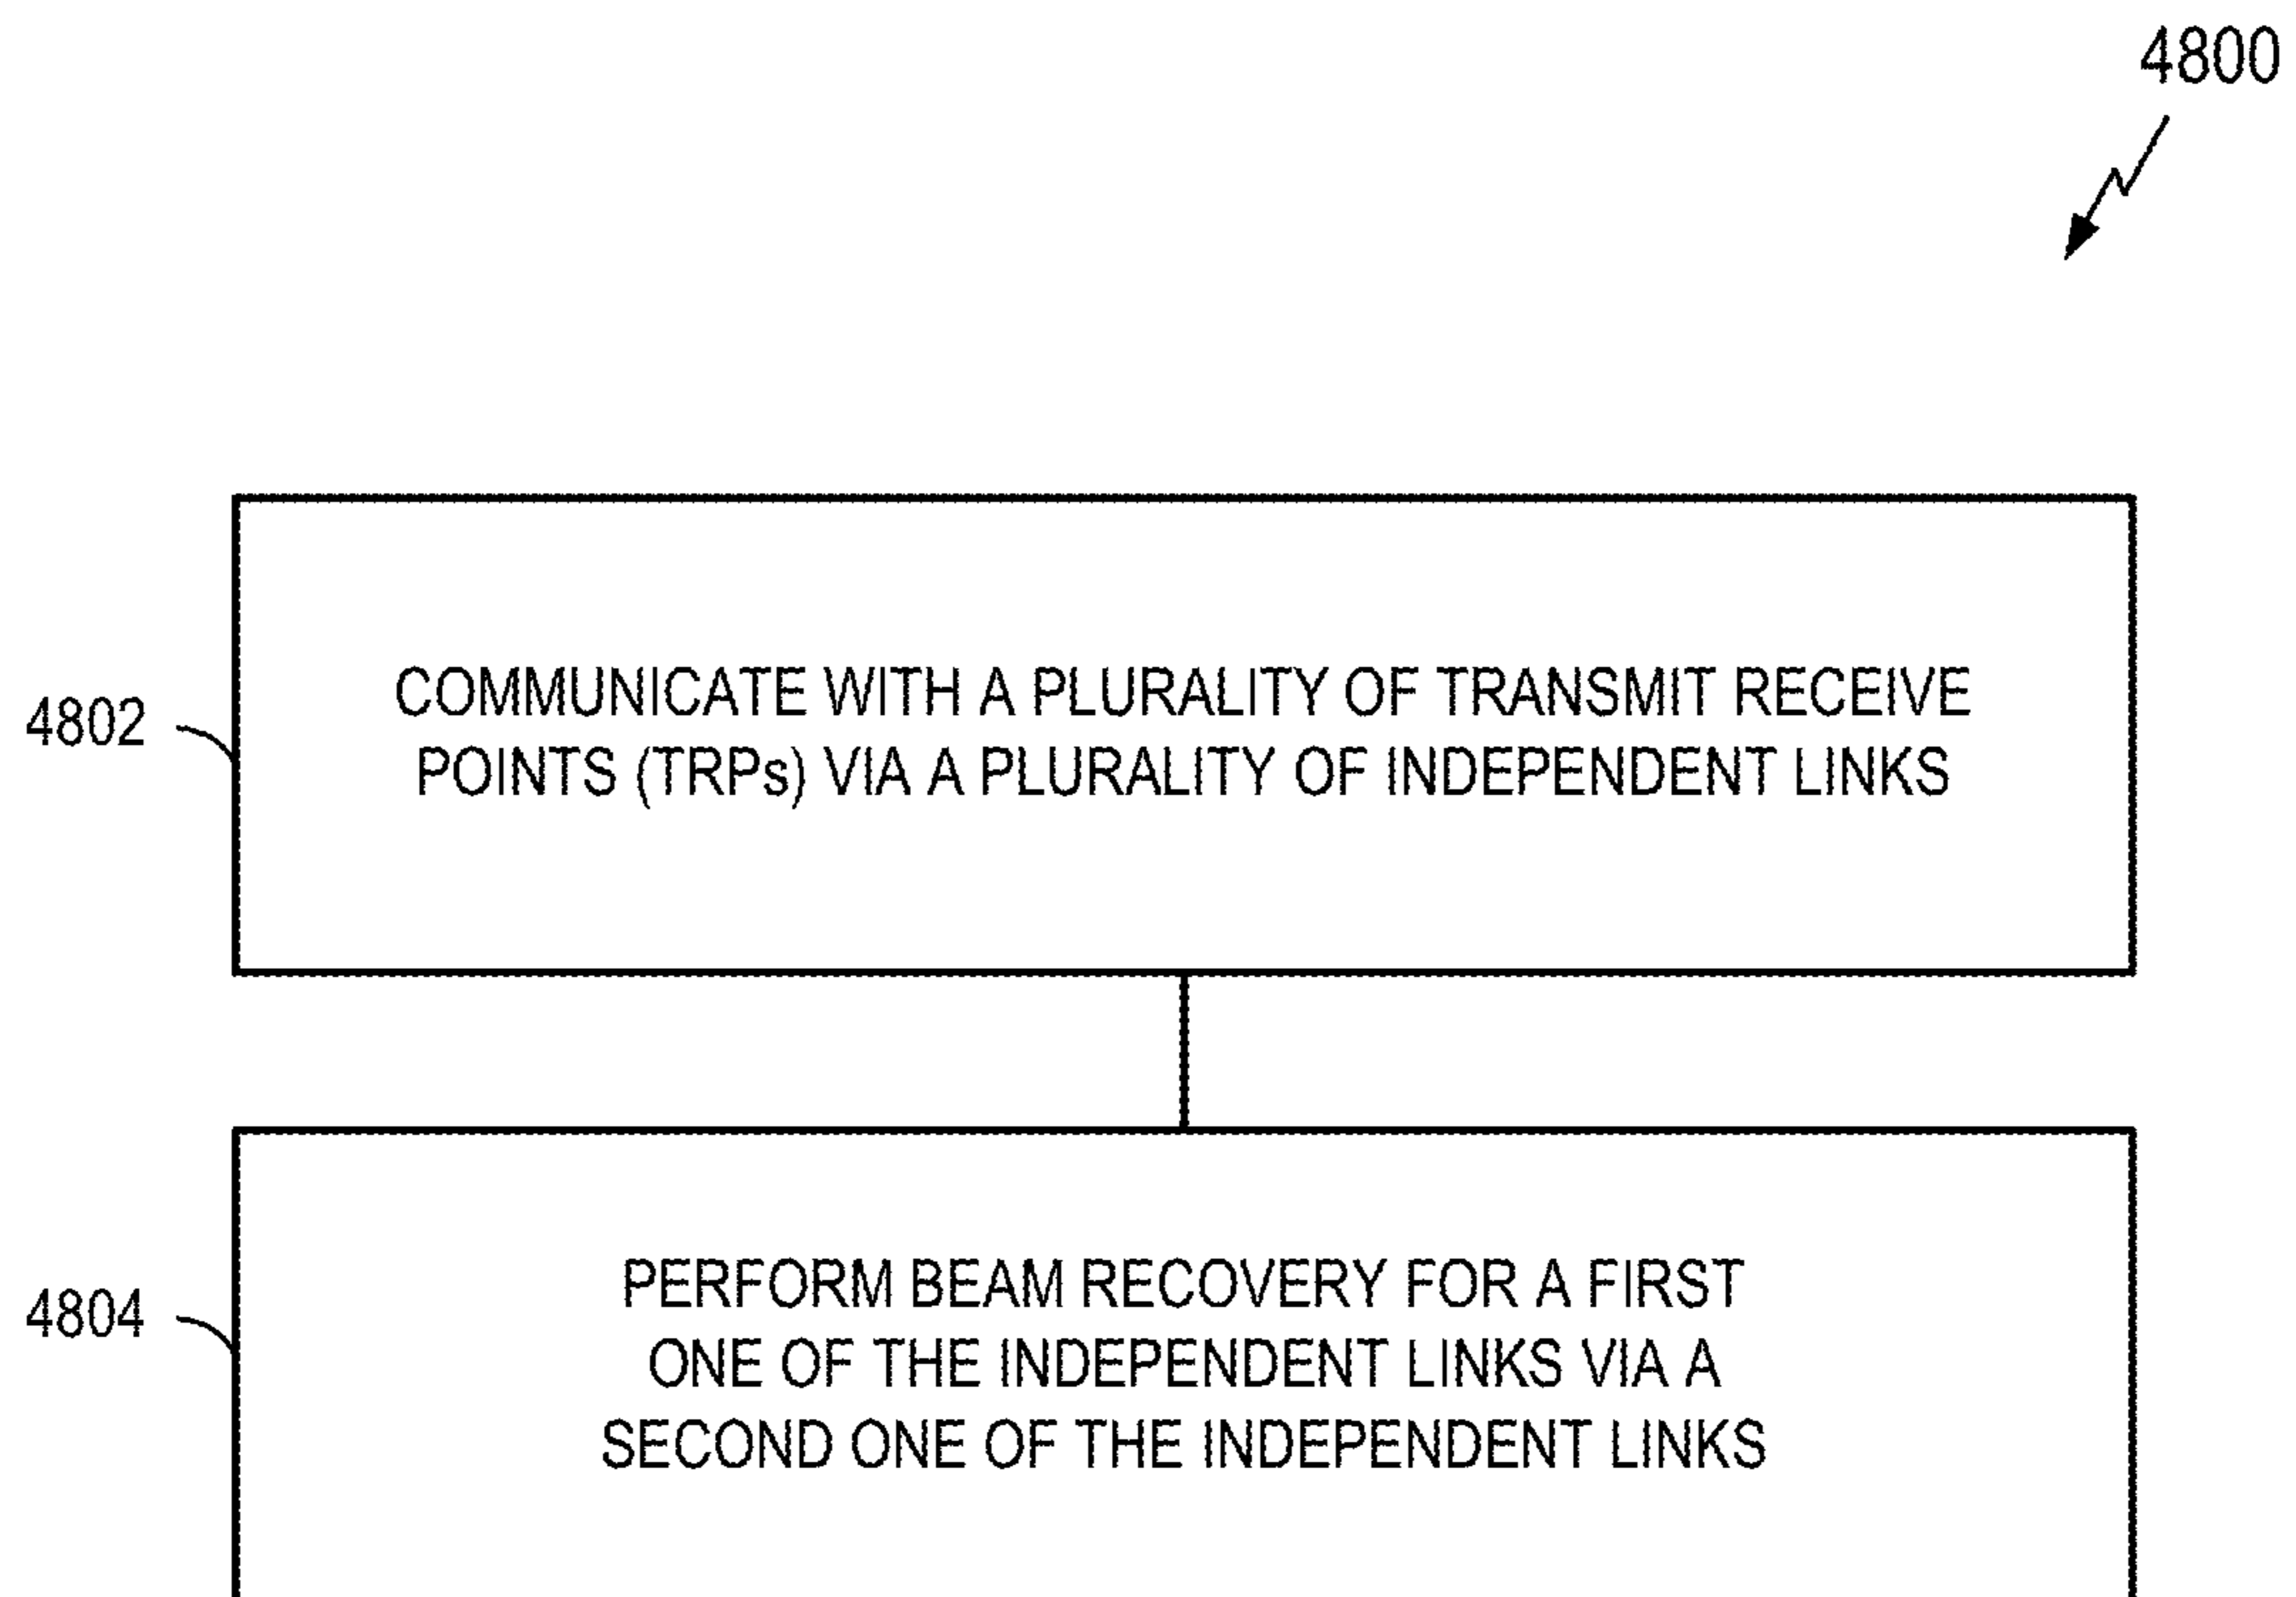 4800
4802
COMMUNICATE WITH A PLURALITY OF TRANSMIT RECEIVE
POINTS (TRPs) VIA A PLURALITY OF INDEPENDENT LINKS
4804
PERFORM BEAM RECOVERY FOR A FIRST
ONE OF THE INDEPENDENT LINKS VIA A
SECOND ONE OF THE INDEPENDENT LINKS